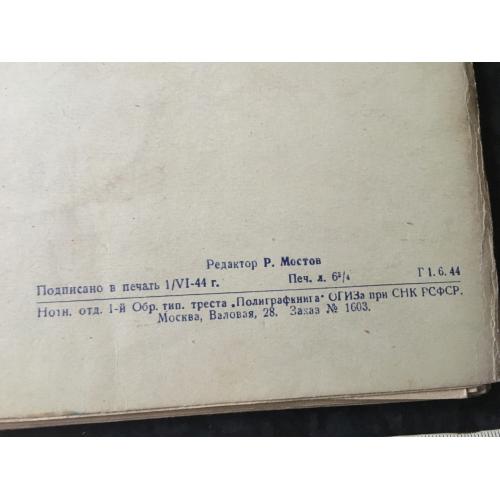 Редактор Р. Мостов
Подписано в печать 1/VI-44 г. Печ. л. 6³/₄ Г 1. 6. 44
Нотн. отд. 1-й Обр. тип. треста „Полиграфкнига" ОГИЗа при СНК РСФСР.
Москва, Валовая, 28. Заказ № 1603.